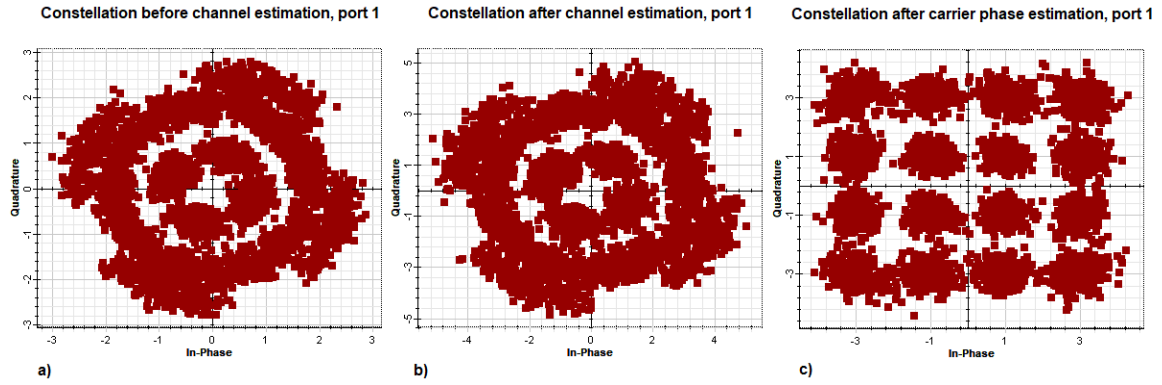 Constellation before channel estimation, port 1
Constellation after channel estimation, port 1
Constellation after carrier phase estimation, port 1
Quadrature
3
2
1
0
-1
-2
-3
-3
-2
-1
0
1
2
3
In-Phase
a)
Quadrature
5
3
1
-1
-3
-5
-4
-2
0
2
4
In-Phase
b)
Quadrature
3
1
-1
-3
-3
-1
1
3
In-Phase
c)